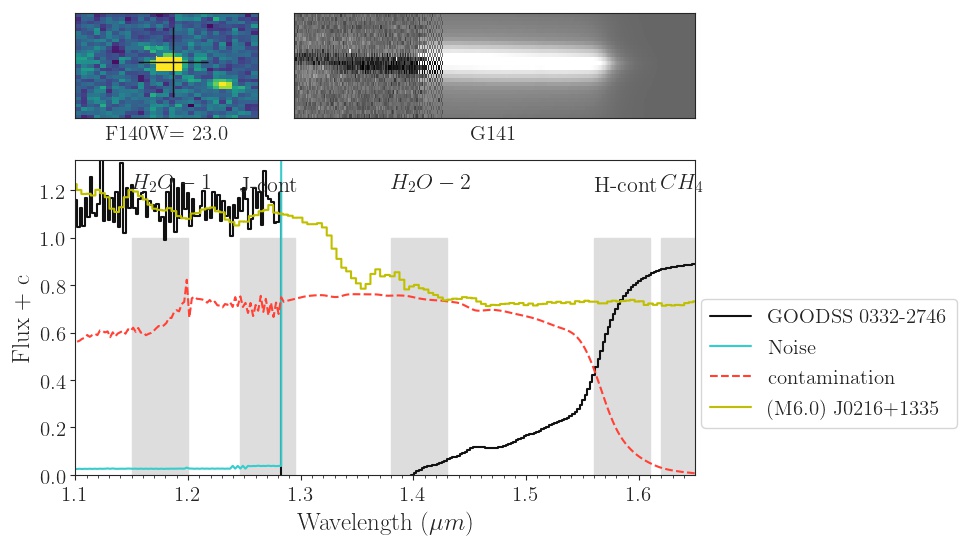 F140W= 23.0
G141
H₂O − 1
J-cont
H₂O − 2
H-cont
CH₄
Flux + c
1.2
1.0
0.8
0.6
0.4
0.2
0.0
1.1
1.2
1.3
1.4
1.5
1.6
Wavelength (μm)
GOODSS 0332-2746
Noise
contamination
(M6.0) J0216+1335